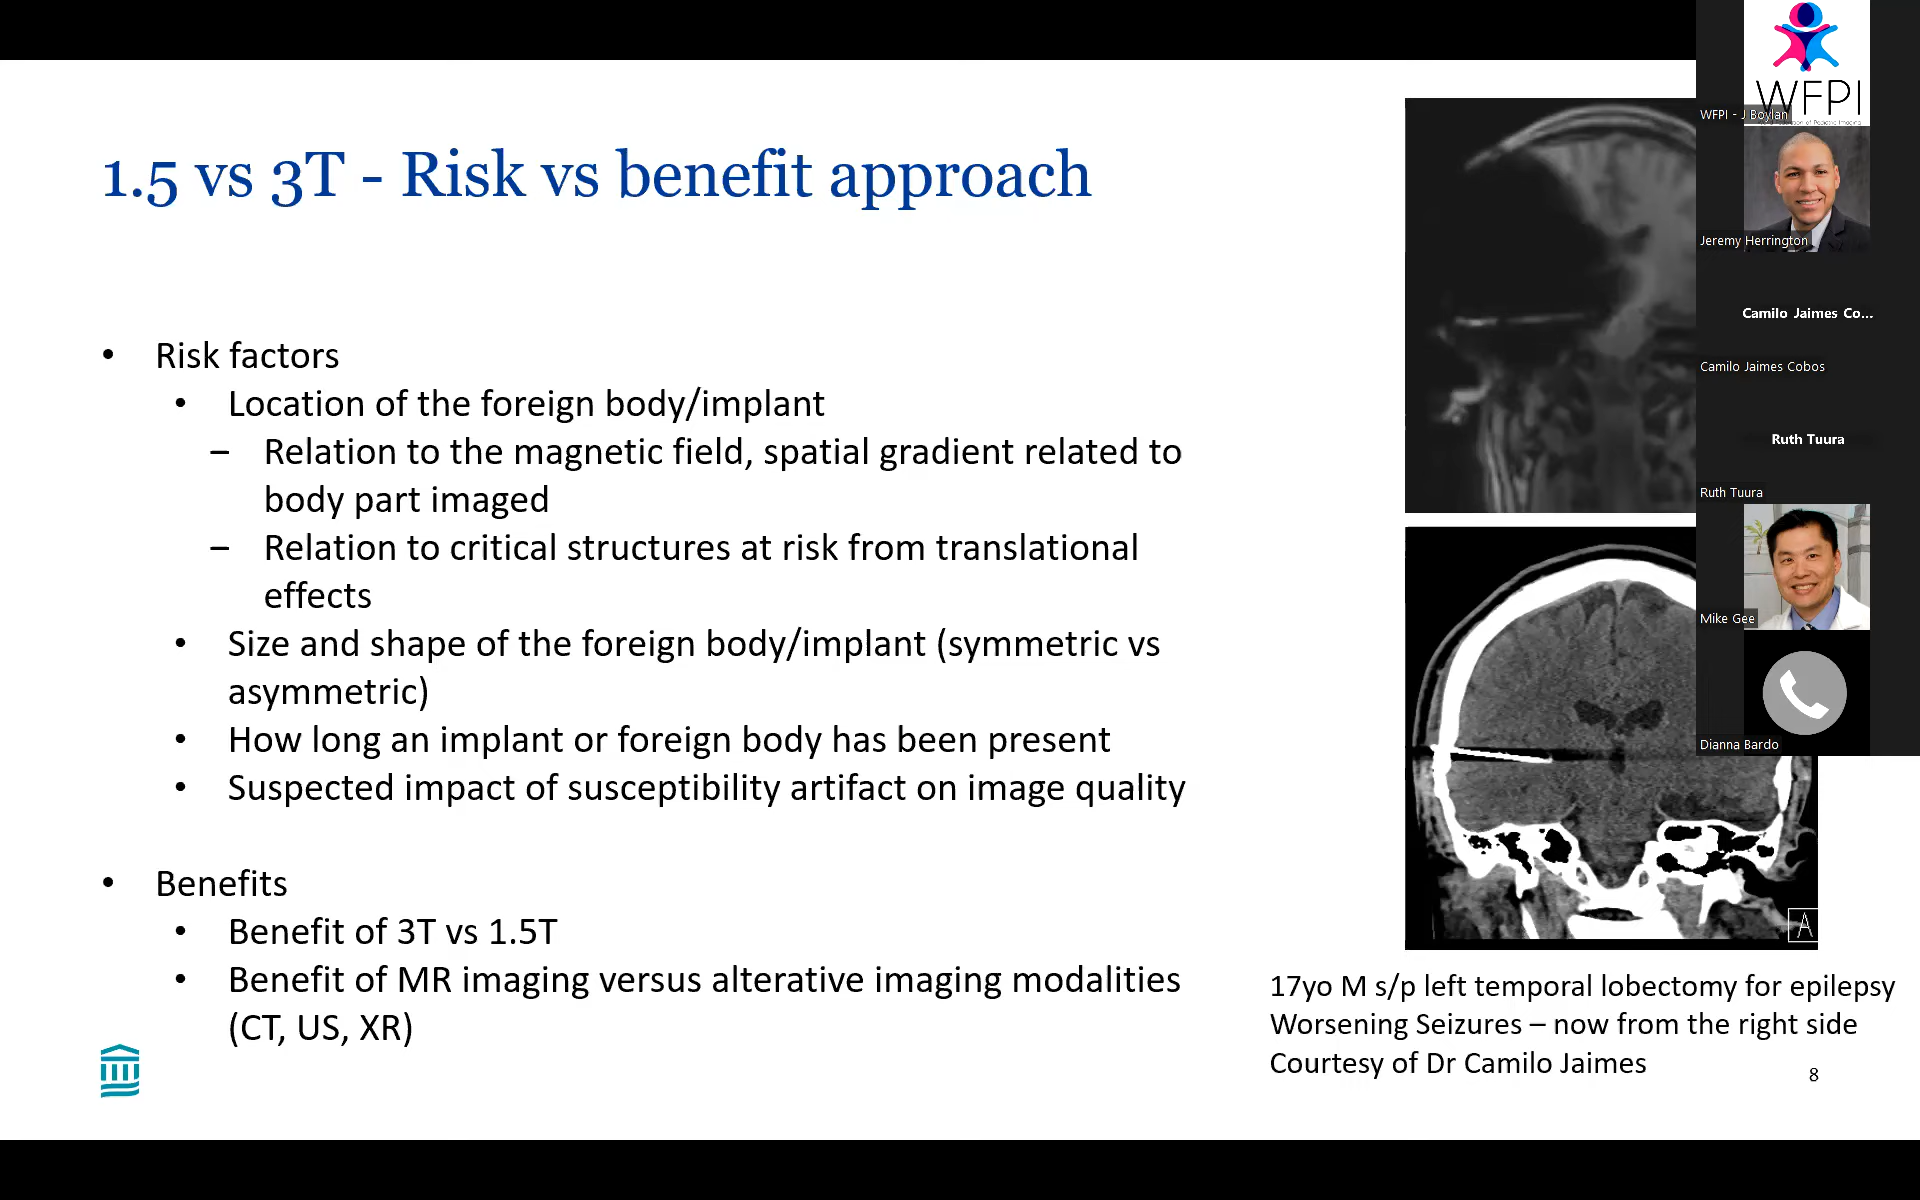 1.5 vs 3T - Risk vs benefit approach
• Risk factors
• Location of the foreign body/implant
– Relation to the magnetic field, spatial gradient related to
body part imaged
– Relation to critical structures at risk from translational
effects
• Size and shape of the foreign body/implant (symmetric vs
asymmetric)
• How long an implant or foreign body has been present
• Suspected impact of susceptibility artifact on image quality
• Benefits
• Benefit of 3T vs 1.5T
• Benefit of MR imaging versus alterative imaging modalities
(CT, US, XR)
A
17yo M s/p left temporal lobectomy for epilepsy
Worsening Seizures – now from the right side
Courtesy of Dr Camilo Jaimes
8
WFPI
WFPI - J Boylan
Jeremy Herrington
Camilo Jaimes Co...
Camilo Jaimes Cobos
Ruth Tuura
Ruth Tuura
Mike Gee
Dianna Bardo